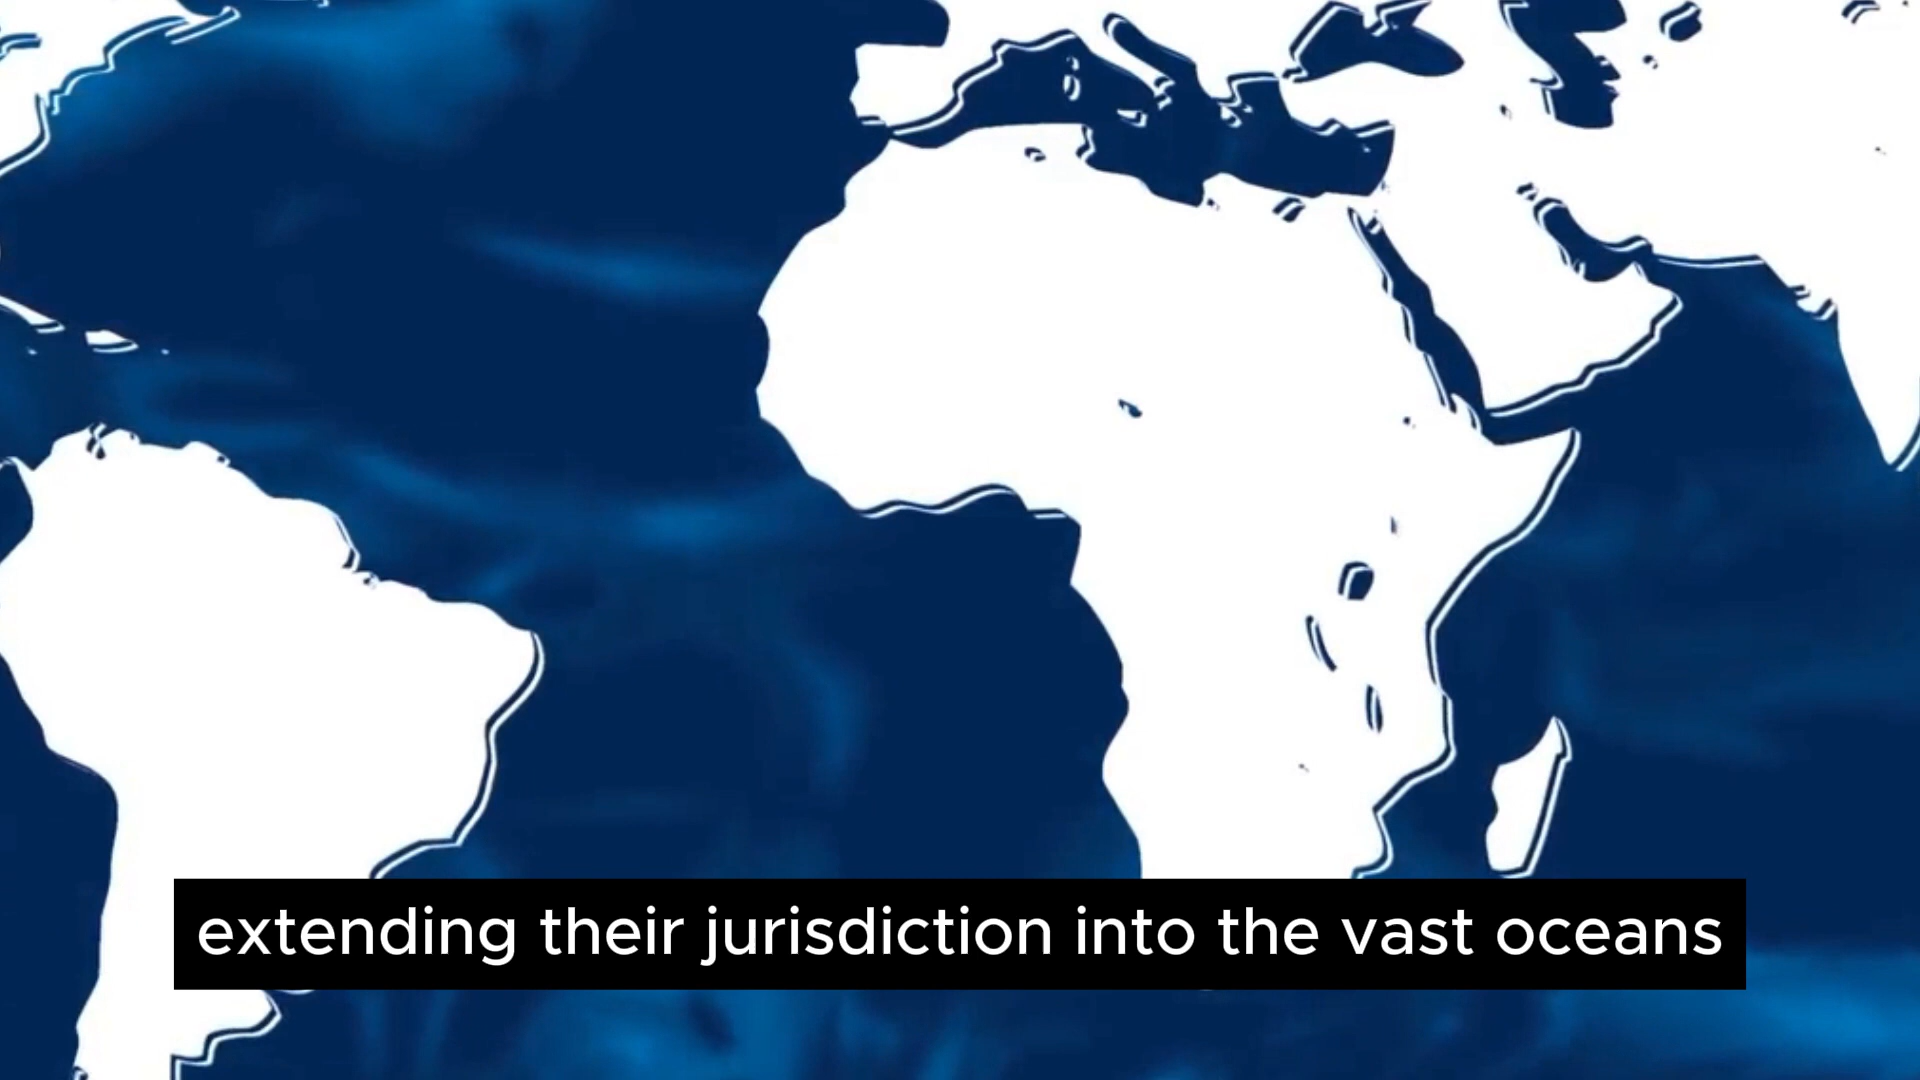 extending their jurisdiction into the vast oceans